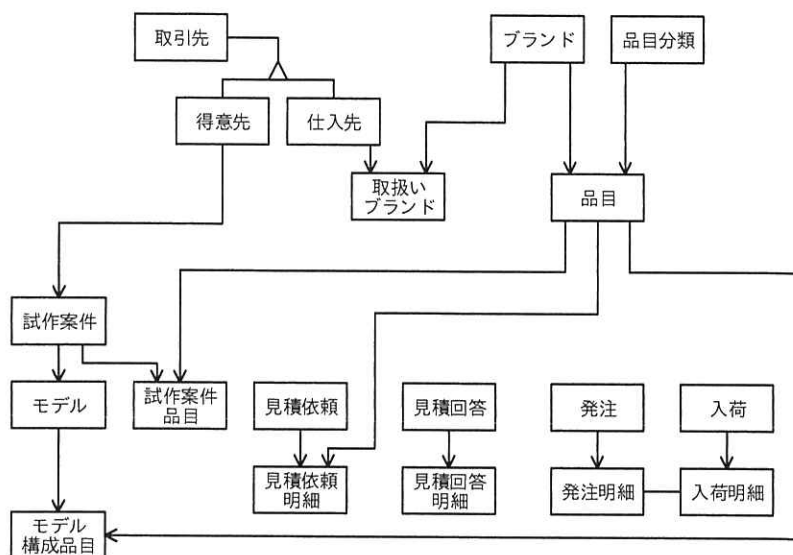 取引先
ブランド
品目分類
得意先
仕入先
取扱い
ブランド
品目
試作案件
モデル
試作案件
品目
見積依頼
見積回答
発注
入荷
見積依頼
明細
見積回答
明細
発注明細
入荷明細
モデル
構成品目